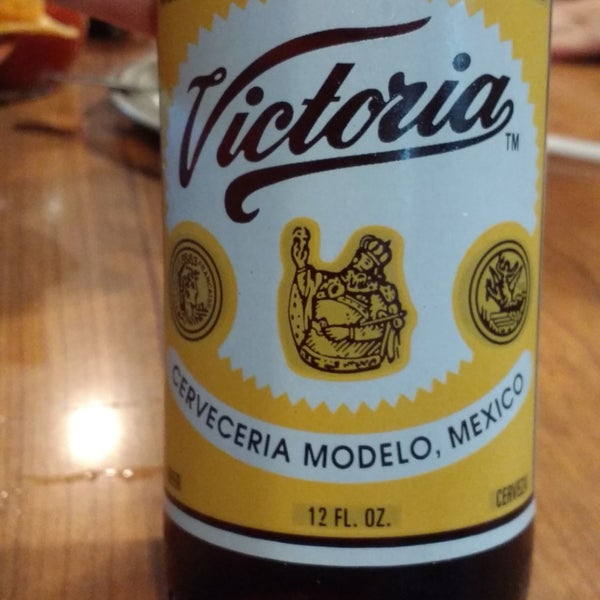 Victoria
TM
CERVECERIA MODELO, MEXICO
12 FL. OZ.
CERVEZA